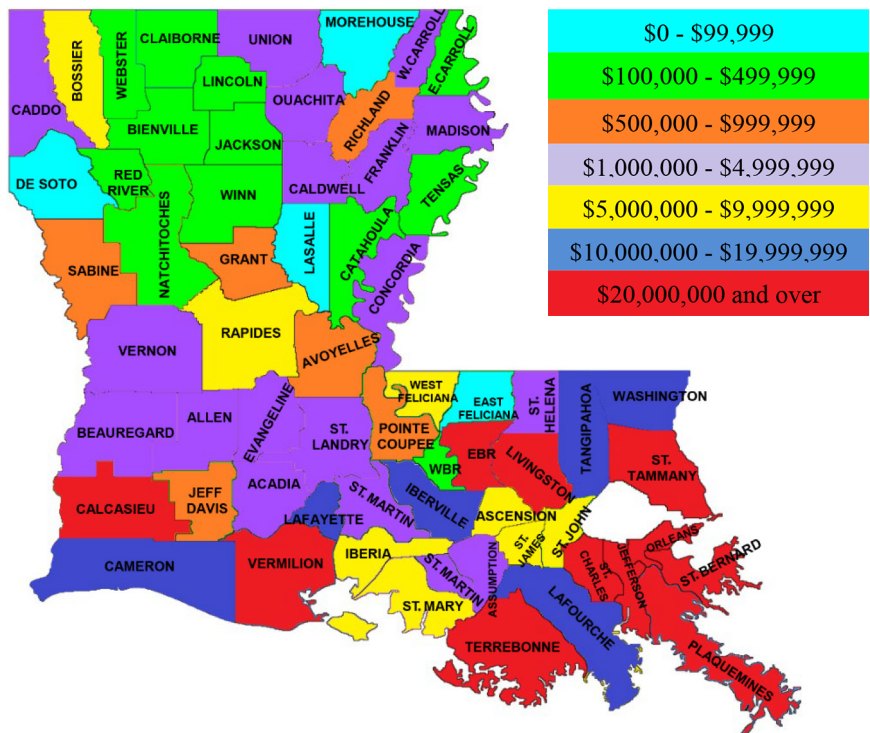 MOREHOUSE
CLAIBORNE
UNION
W.CARROLL
E.CARROLL
BOSSIER
WEBSTER
LINCOLN
CADDO
OUACHITA
RICHLAND
MADISON
BIENVILLE
JACKSON
FRANKLIN
DE SOTO
RED
RIVER
WINN
CALDWELL
TENSAS
NATCHITOCHES
LASALLE
CATAHOULA
SABINE
GRANT
CONCORDIA
RAPIDES
VERNON
AVOYELLES
WEST
FELICIANA
EAST
FELICIANA
ST.
HELENA
TANGIPAHOA
WASHINGTON
BEAUREGARD
ALLEN
EVANGELINE
ST.
LANDRY
POINTE
COUPEE
WBR
EBR
LIVINGSTON
ST.
TAMMANY
CALCASIEU
JEFF
DAVIS
ACADIA
LAFAYETTE
ST. MARTIN
IBERVILLE
ASCENSION
ST. JOHN
ST.
JAMES
CAMERON
VERMILION
IBERIA
ST. MARTIN
ASSUMPTION
ST.
CHARLES
JEFFERSON
ORLEANS
ST. BERNARD
ST. MARY
LAFOURCHE
TERREBONNE
PLAQUEMINES
$0 - $99,999
$100,000 - $499,999
$500,000 - $999,999
$1,000,000 - $4,999,999
$5,000,000 - $9,999,999
$10,000,000 - $19,999,999
$20,000,000 and over